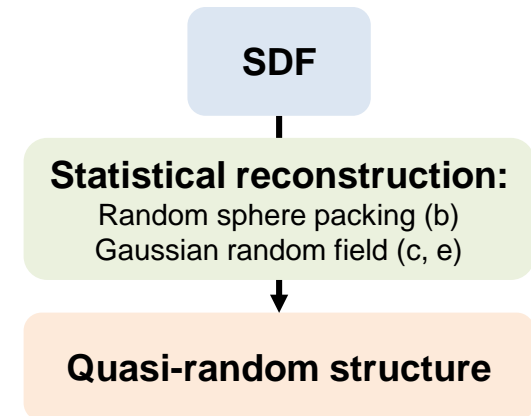 SDF
Statistical reconstruction:
Random sphere packing (b)
Gaussian random field (c, e)
Quasi-random structure